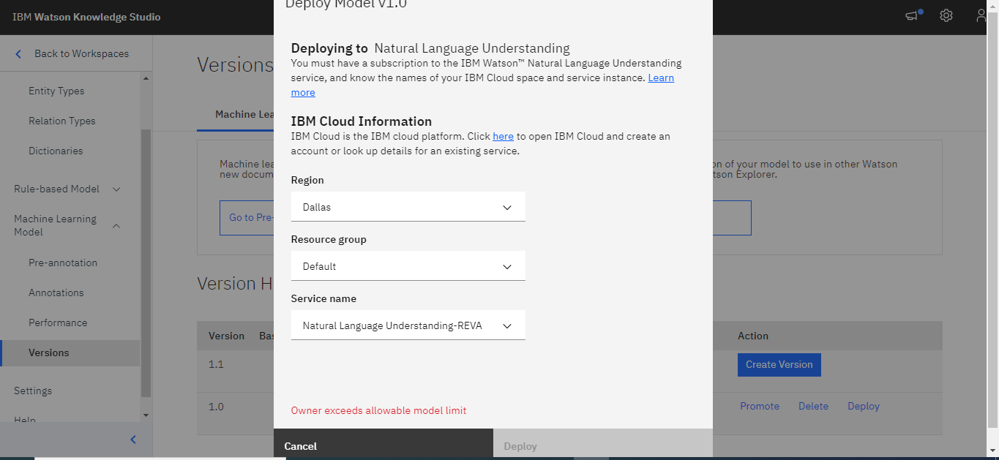 IBM Watson Knowledge Studio
Back to Workspaces
Entity Types
Relation Types
Dictionaries
Rule-based Model
Machine Learning
Model
Pre-annotation
Annotations
Performance
Versions
Settings
Help
Versions
Machine Lea
Machine lea
new docum
on of your model to use in other Watson
tson Explorer.
Go to Pre-
Version H
Version Bas
Action
1.1
Create Version
1.0
Promote Delete Deploy
Deploy Model v1.0
Deploying to Natural Language Understanding
You must have a subscription to the IBM Watson™ Natural Language Understanding
service, and know the names of your IBM Cloud space and service instance. Learn
more
IBM Cloud Information
IBM Cloud is the IBM cloud platform. Click here to open IBM Cloud and create an
account or look up details for an existing service.
Region
Dallas
Resource group
Default
Service name
Natural Language Understanding-REVA
Owner exceeds allowable model limit
Cancel
Deploy